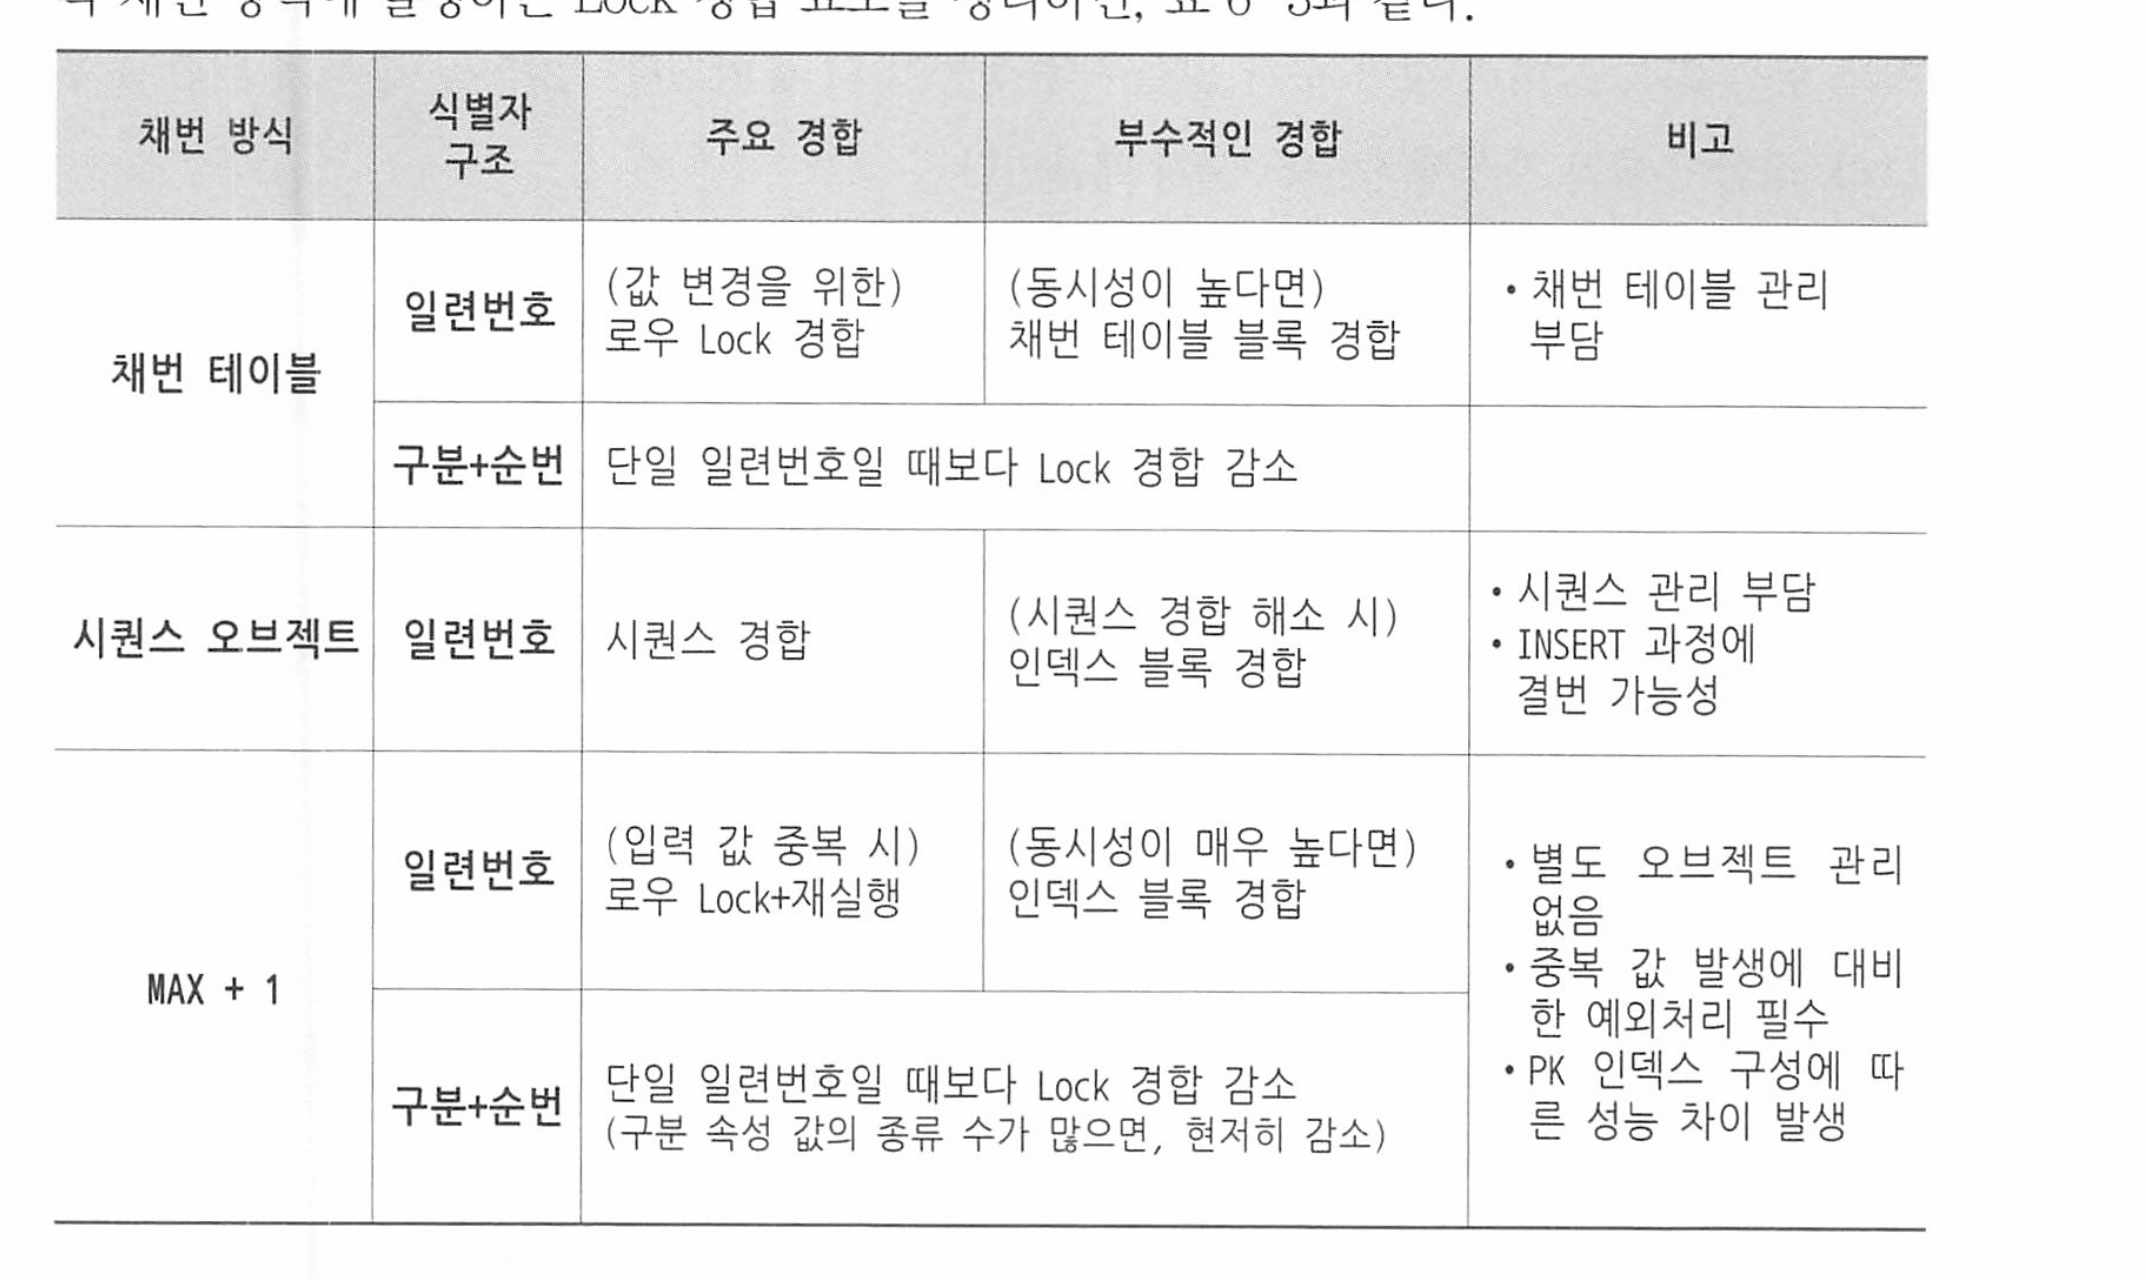 채번 방식
식별자
구조
주요 경합
부수적인 경합
비고
채번 테이블
일련번호
(값 변경을 위한)
로우 Lock 경합
(동시성이 높다면)
채번 테이블 블록 경합
• 채번 테이블 관리
부담
구분+순번
단일 일련번호일 때보다 Lock 경합 감소
시퀀스 오브젝트
일련번호
시퀀스 경합
(시퀀스 경합 해소 시)
인덱스 블록 경합
• 시퀀스 관리 부담
• INSERT 과정에
결번 가능성
MAX + 1
일련번호
(입력 값 중복 시)
로우 Lock+재실행
(동시성이 매우 높다면)
인덱스 블록 경합
• 별도 오브젝트 관리
없음
• 중복 값 발생에 대비
한 예외처리 필수
• PK 인덱스 구성에 따
른 성능 차이 발생
구분+순번
단일 일련번호일 때보다 Lock 경합 감소
(구분 속성 값의 종류 수가 많으면, 현저히 감소)